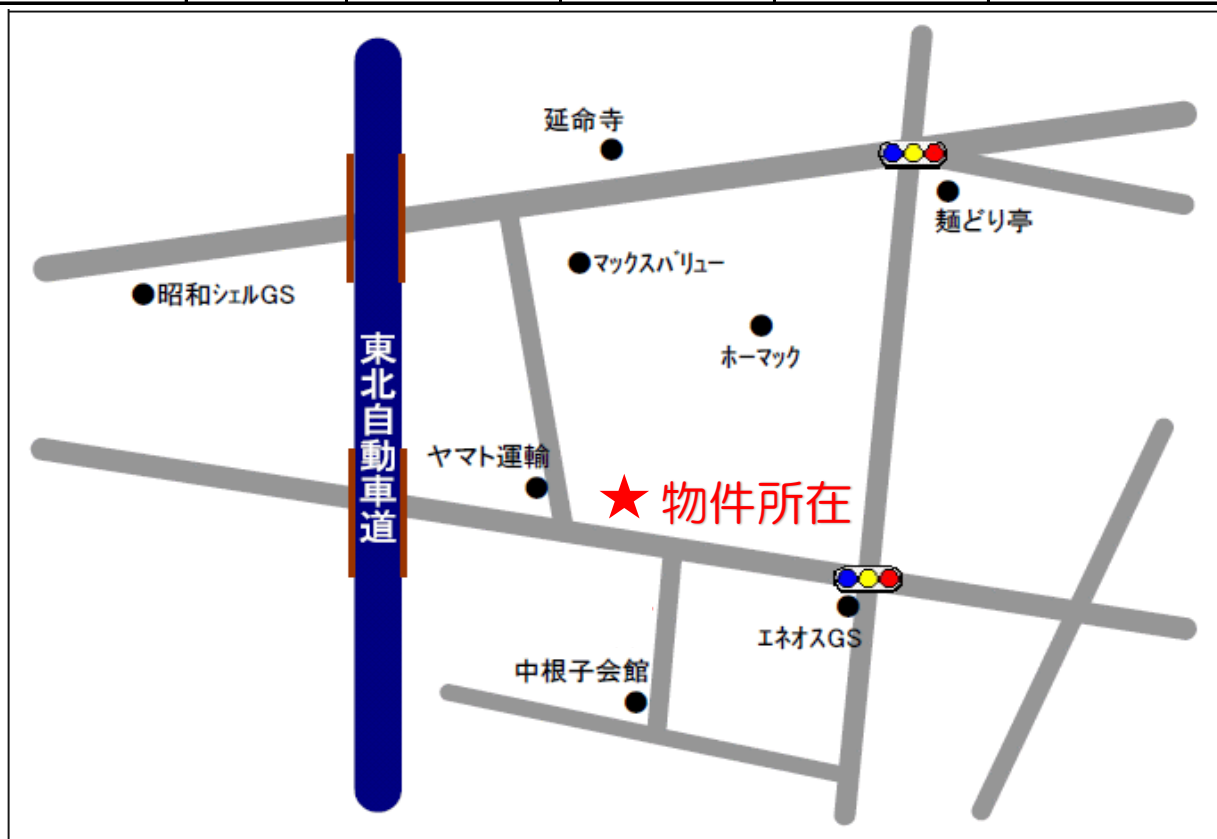 延命寺
麺どり亭
●マックスバリュー
●昭和シェルGS
ホーマック
東北自動車道
ヤマト運輸
★ 物件所在
エネオスGS
中根子会館